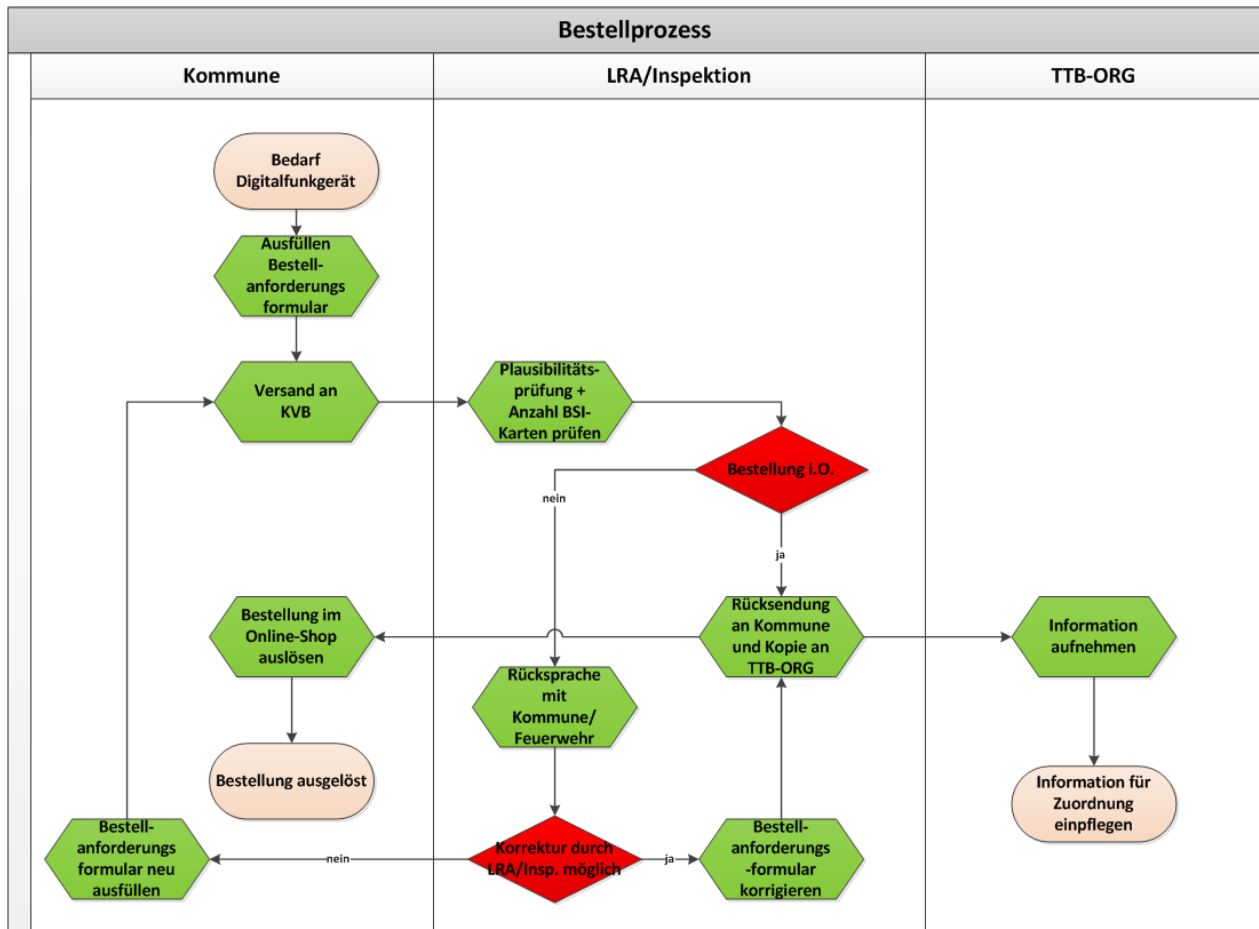 Bestellprozess
Kommune
LRA/Inspektion
TTB-ORG
Bedarf
Digitalfunkgerät
Ausfüllen
Bestell-
anforderungs
formular
Versand an
KVB
Plausibilitäts-
prüfung +
Anzahl BSI-
Karten prüfen
Bestellung i.O.
nein
ja
Bestellung im
Online-Shop
auslösen
Rücksendung
an Kommune
und Kopie an
TTB-ORG
Information
aufnehmen
Rücksprache
mit
Kommune/
Feuerwehr
Bestellung ausgelöst
Information für
Zuordnung
einpflegen
Bestell-
anforderungs
formular neu
ausfüllen
nein
Korrektur durch
LRA/Insp. möglich
ja
Bestell-
anforderungs
-formular
korrigieren